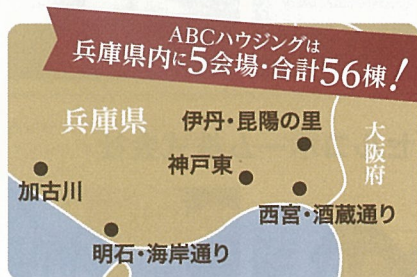 ABCハウジングは
兵庫県内に5会場・合計56棟!
兵庫県
伊丹・昆陽の里
大阪府
神戸東
加古川
西宮・酒蔵通り
明石・海岸通り